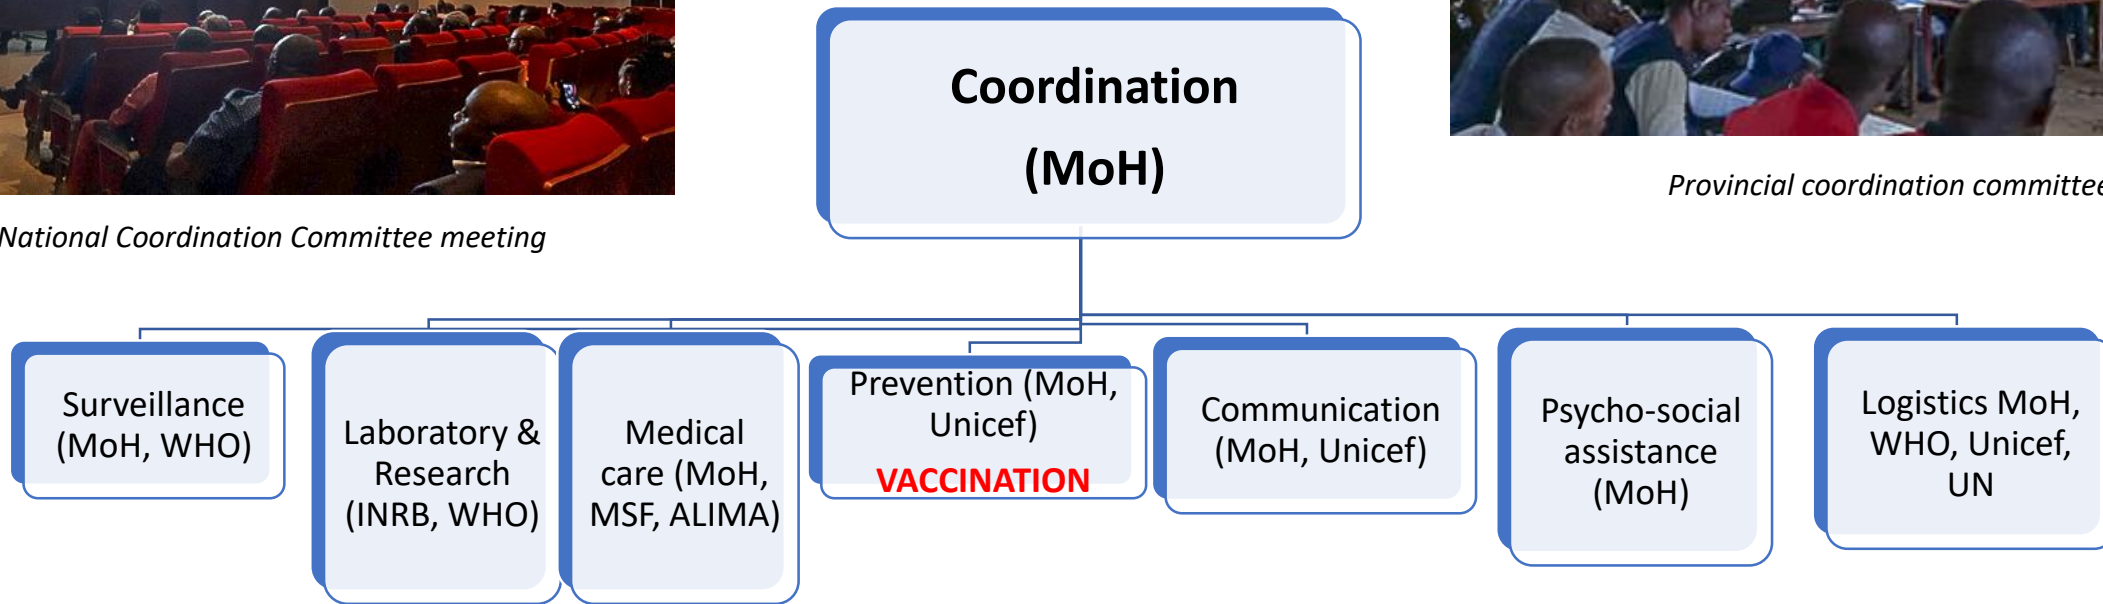 Coordination
(MoH)
National Coordination Committee meeting
Provincial coordination committee
Surveillance
(MoH, WHO)
Laboratory &
Research
(INRB, WHO)
Medical
care (MoH,
MSF, ALIMA)
Prevention (MoH,
Unicef)
VACCINATION
Communication
(MoH, Unicef)
Psycho-social
assistance
(MoH)
Logistics MoH,
WHO, Unicef,
UN